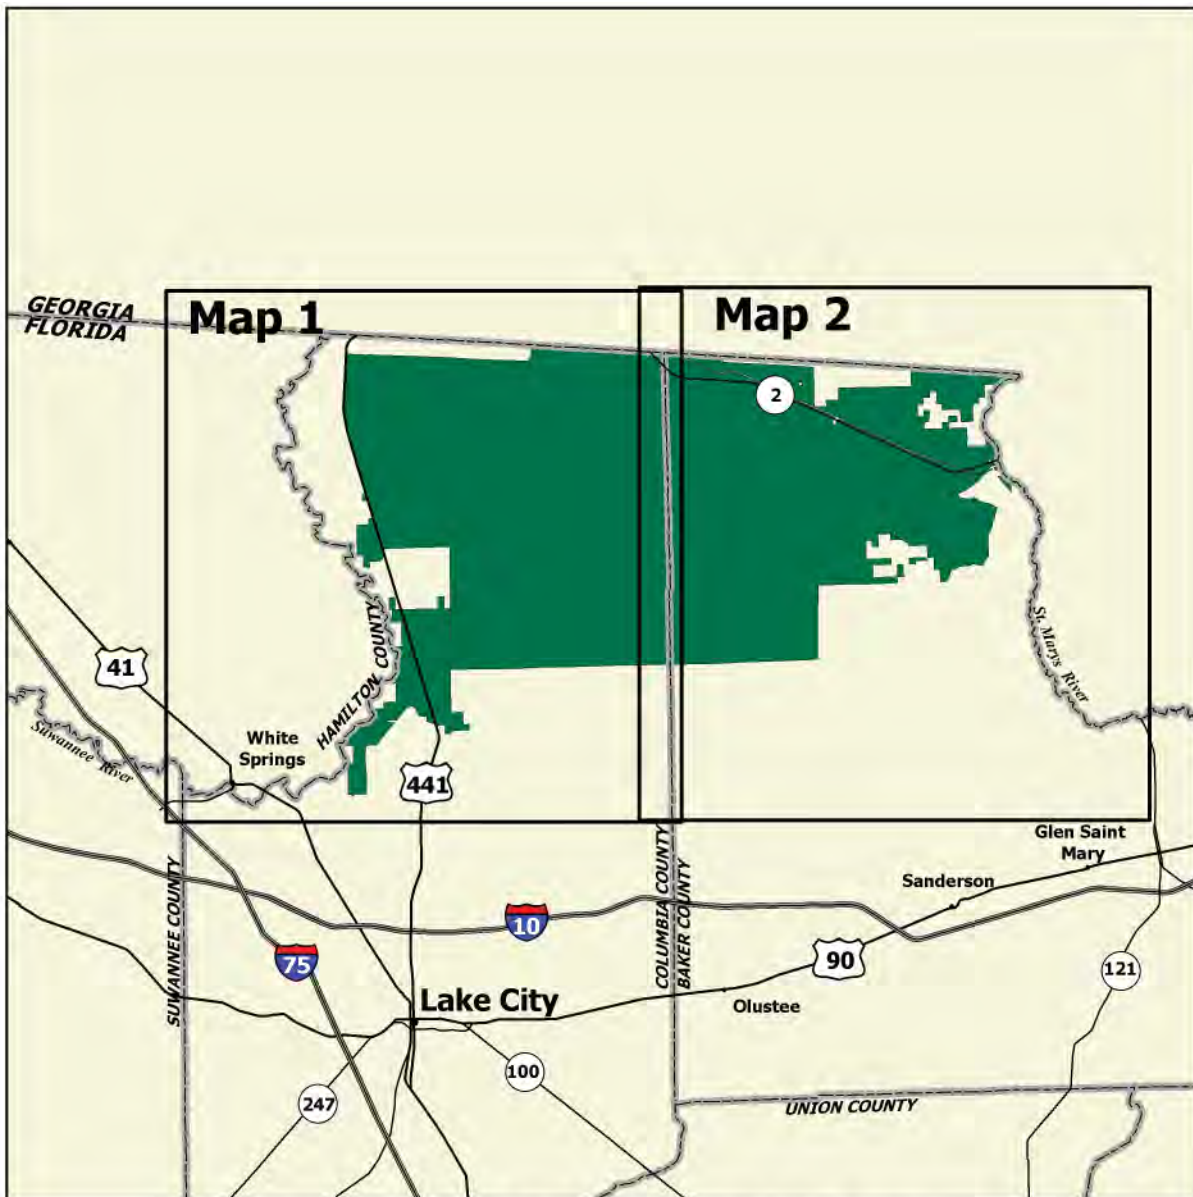 GEORGIA
FLORIDA
Map 1
Map 2
2
HAMILTON COUNTY
41
White
Springs
Suwannee River
441
St. Marys River
Glen Saint
Mary
Sanderson
SUWANNEE COUNTY
COLUMBIA COUNTY
BAKER COUNTY
10
75
90
121
Lake City
Olustee
100
247
UNION COUNTY